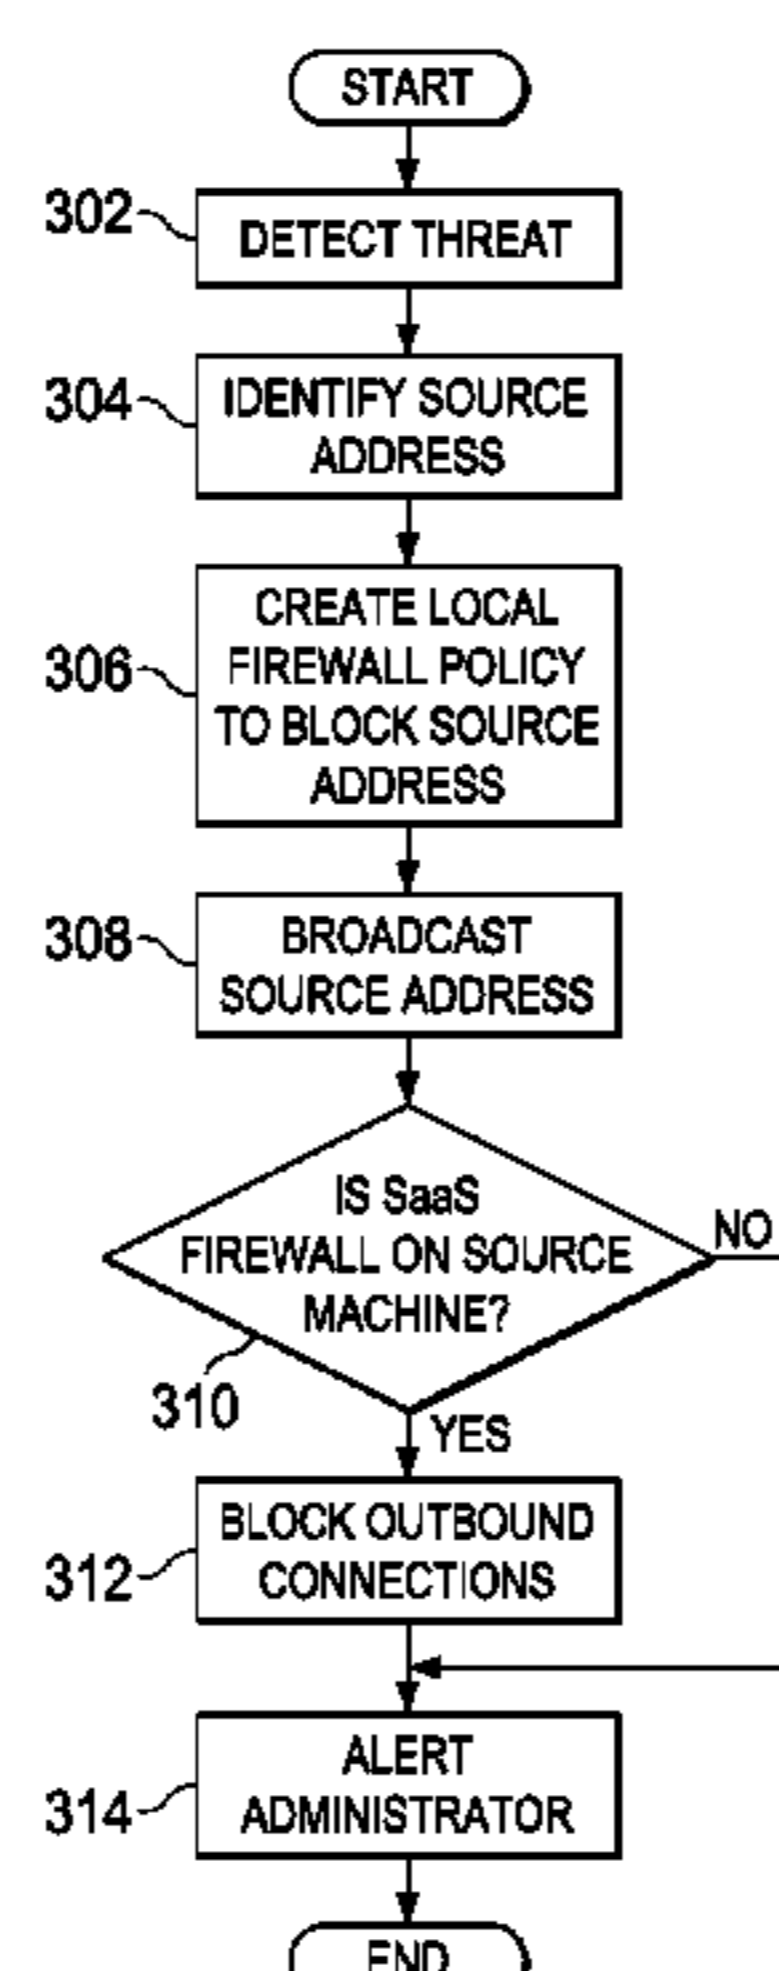 START
302
DETECT THREAT
304
IDENTIFY SOURCE
ADDRESS
306
CREATE LOCAL
FIREWALL POLICY
TO BLOCK SOURCE
ADDRESS
308
BROADCAST
SOURCE ADDRESS
IS SaaS
FIREWALL ON SOURCE
MACHINE?
NO
310
YES
312
BLOCK OUTBOUND
CONNECTIONS
314
ALERT
ADMINISTRATOR
END